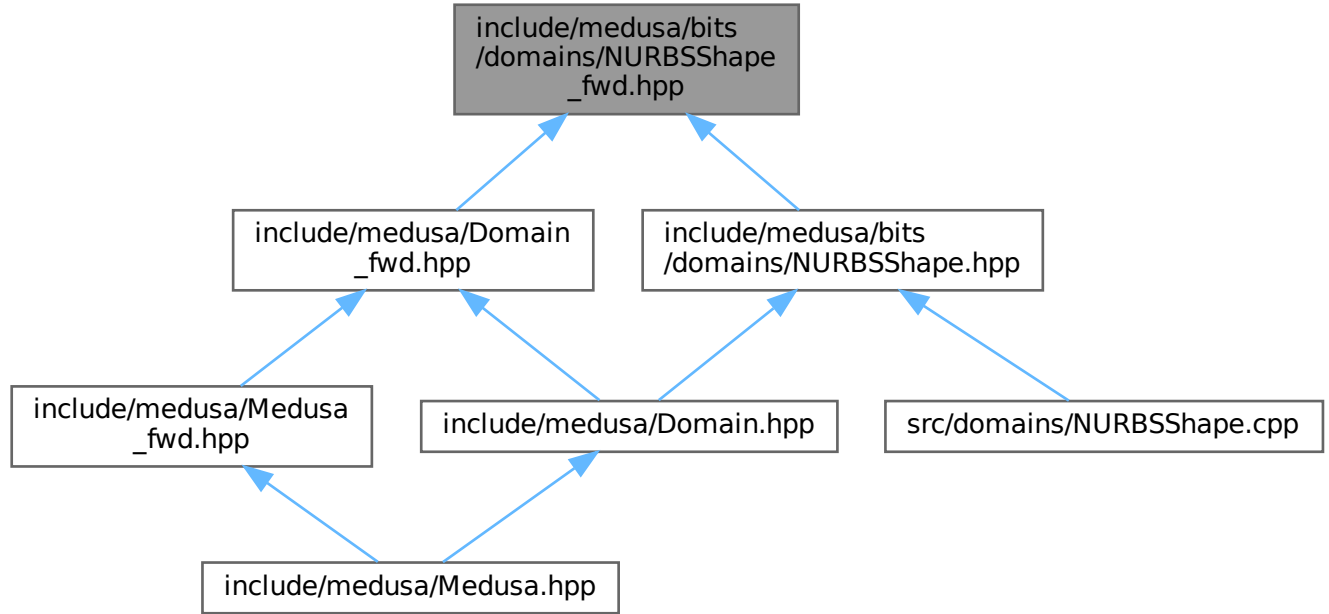 include/medusa/bits
/domains/NURBSShape
_fwd.hpp
include/medusa/Domain
_fwd.hpp
include/medusa/bits
/domains/NURBSShape.hpp
include/medusa/Medusa
_fwd.hpp
include/medusa/Domain.hpp
src/domains/NURBSShape.cpp
include/medusa/Medusa.hpp